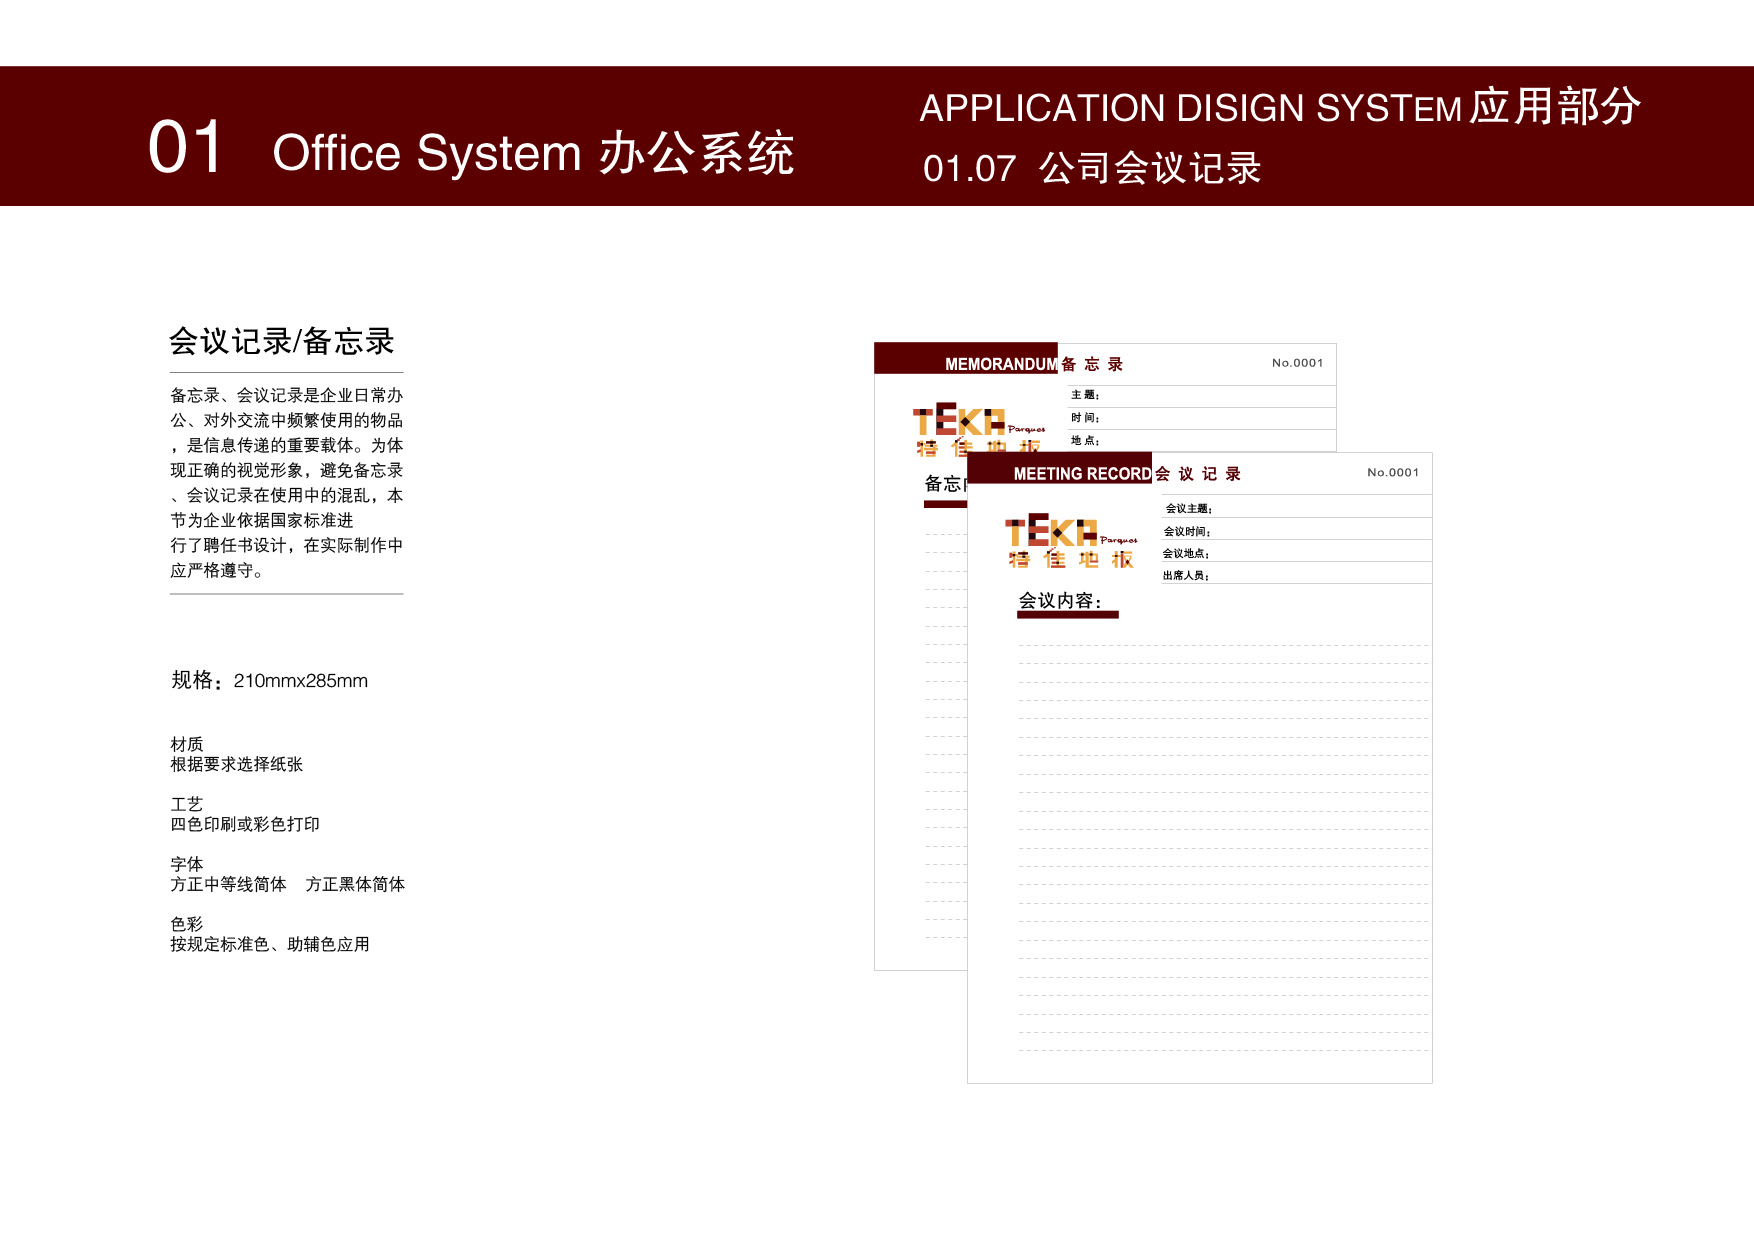 01 Office System 办公系统
APPLICATION DISIGN SYSTEM 应用部分
01.07 公司会议记录
会议记录/备忘录
备忘录、会议记录是企业日常办
公、对外交流中频繁使用的物品
，是信息传递的重要载体。为体
现正确的视觉形象，避免备忘录
、会议记录在使用中的混乱，本
节为企业依据国家标准进
行了聘任书设计，在实际制作中
应严格遵守。
规格：210mmx285mm
材质
根据要求选择纸张
工艺
四色印刷或彩色打印
字体
方正中等线简体 方正黑体简体
色彩
按规定标准色、助辅色应用
MEMORANDUM 备忘录 No.0001
主题：
时间：
地点：
TEKA Parques
特佳地板
备忘
MEETING RECORD 会议记录 No.0001
会议主题：
会议时间：
会议地点：
出席人员：
TEKA Parques
特佳地板
会议内容：